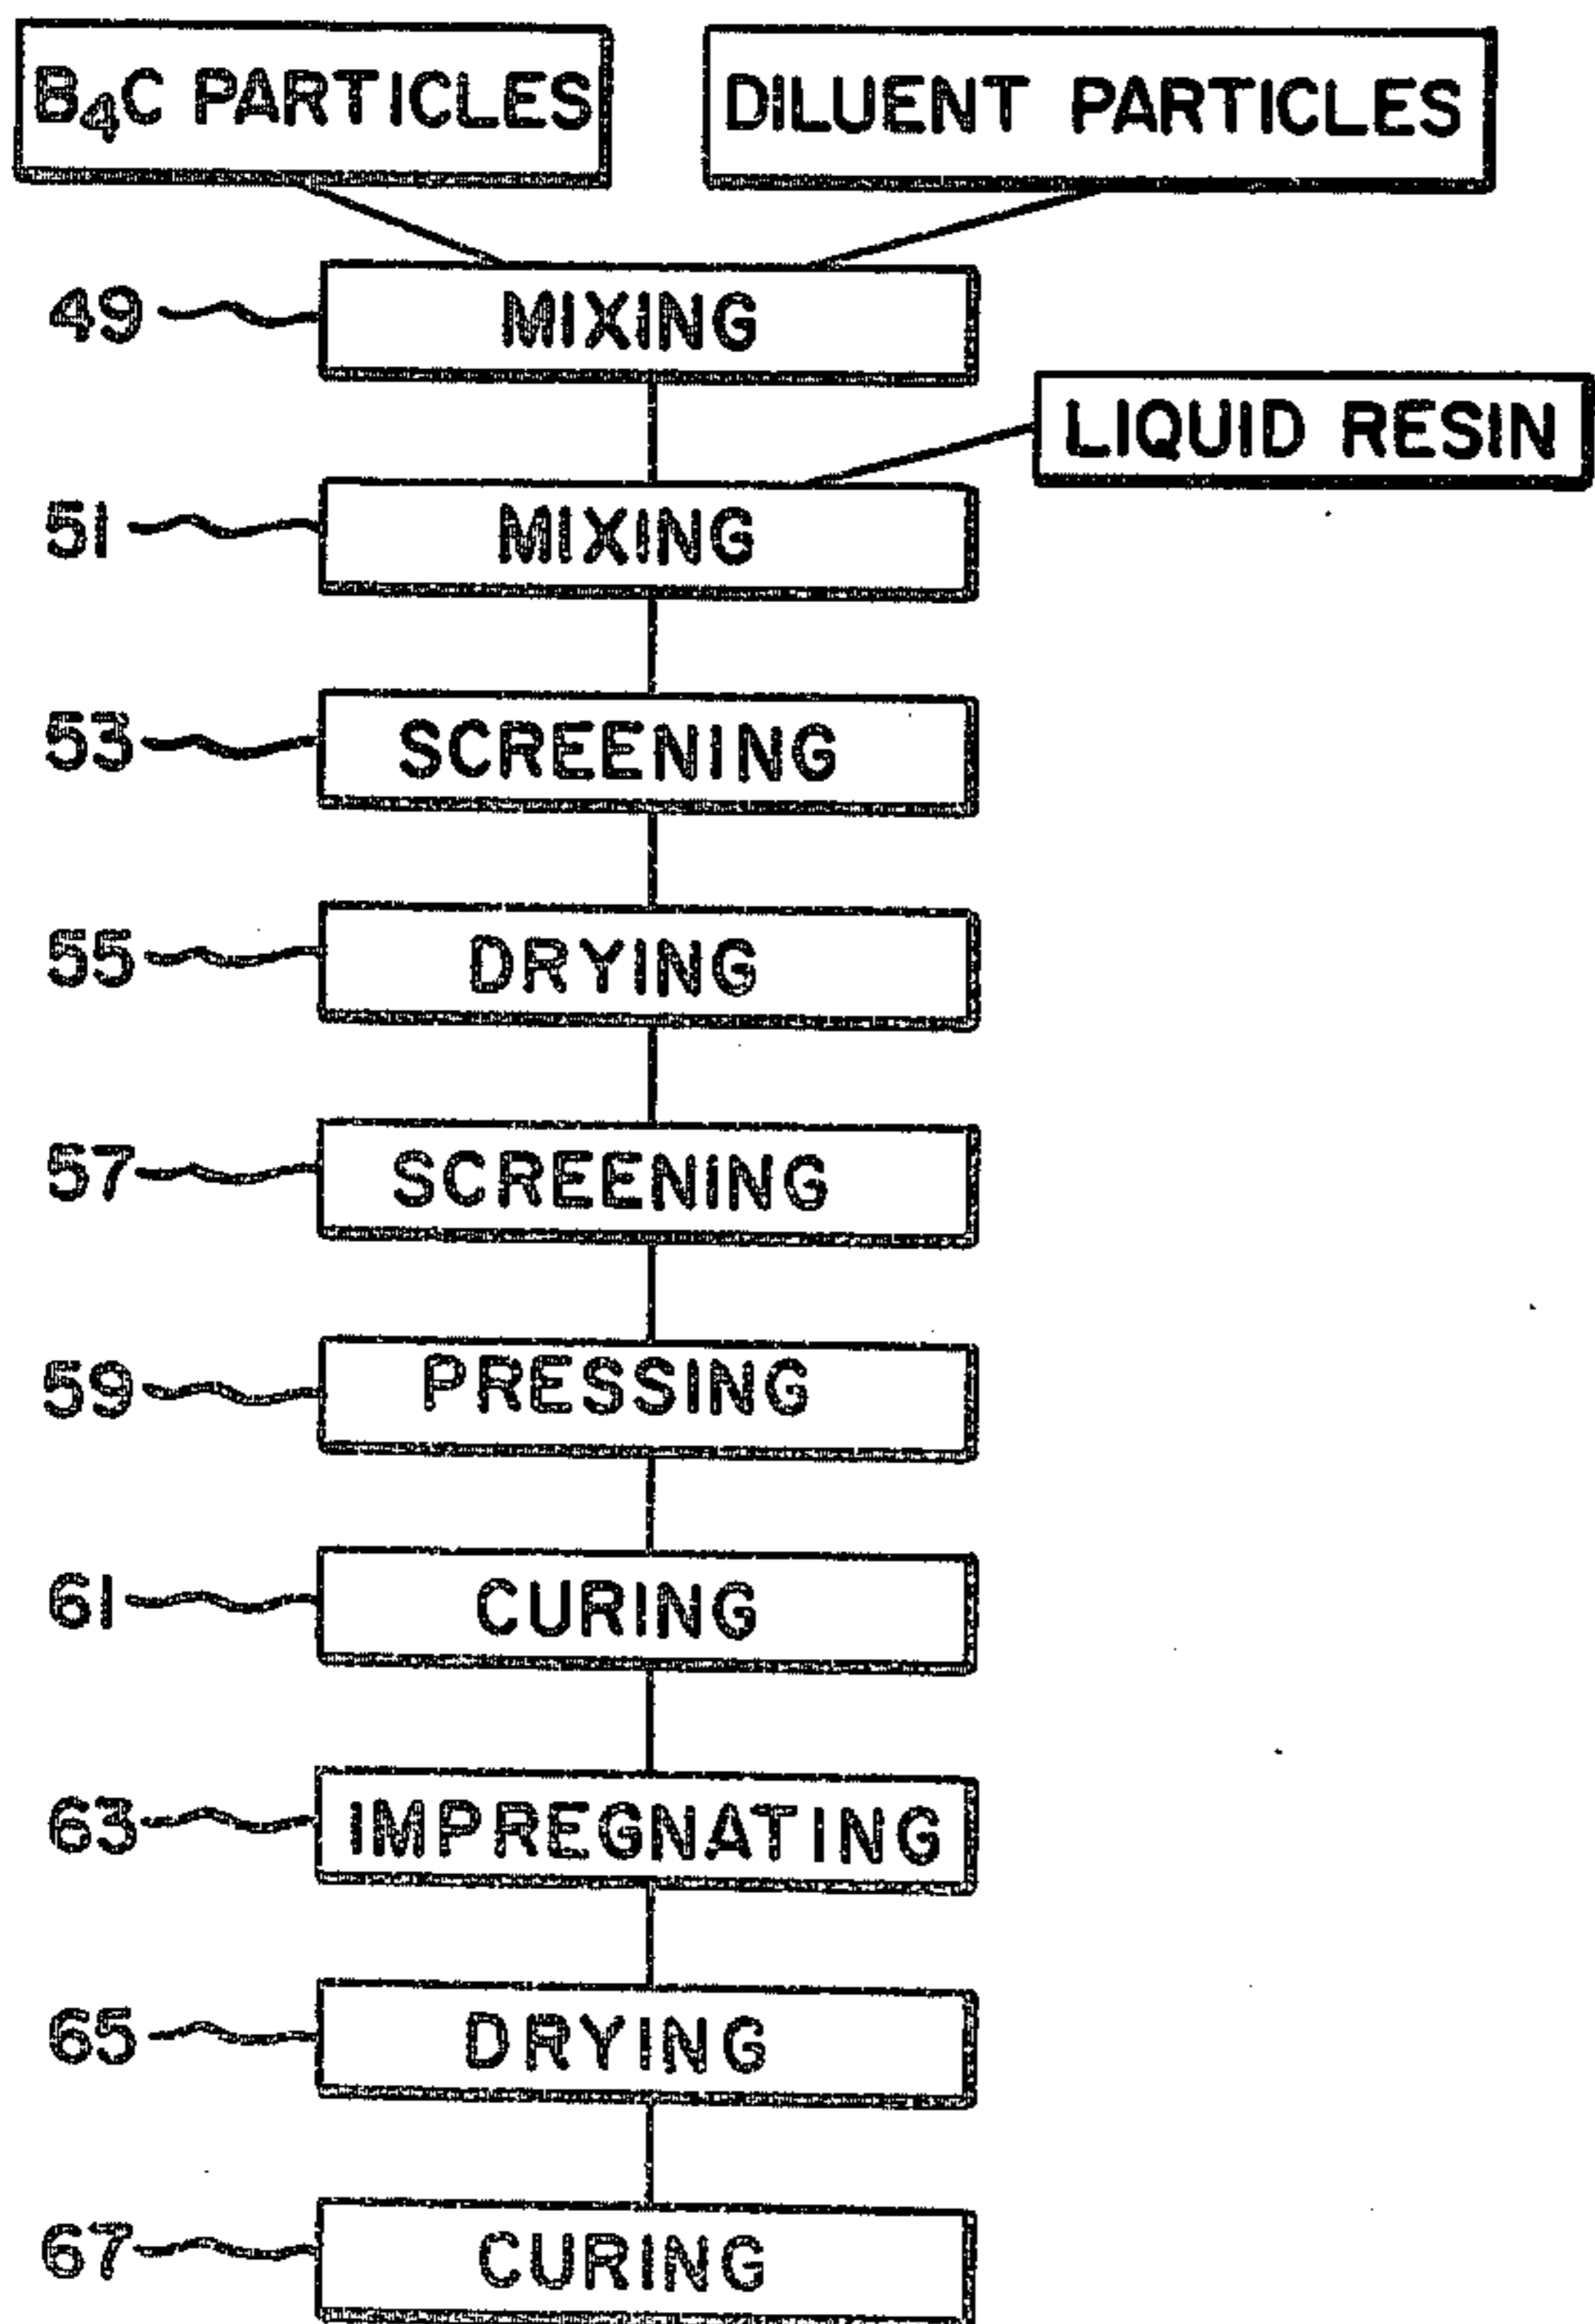 B₄C PARTICLES
DILUENT PARTICLES
49 MIXING
LIQUID RESIN
51 MIXING
53 SCREENING
55 DRYING
57 SCREENING
59 PRESSING
61 CURING
63 IMPREGNATING
65 DRYING
67 CURING